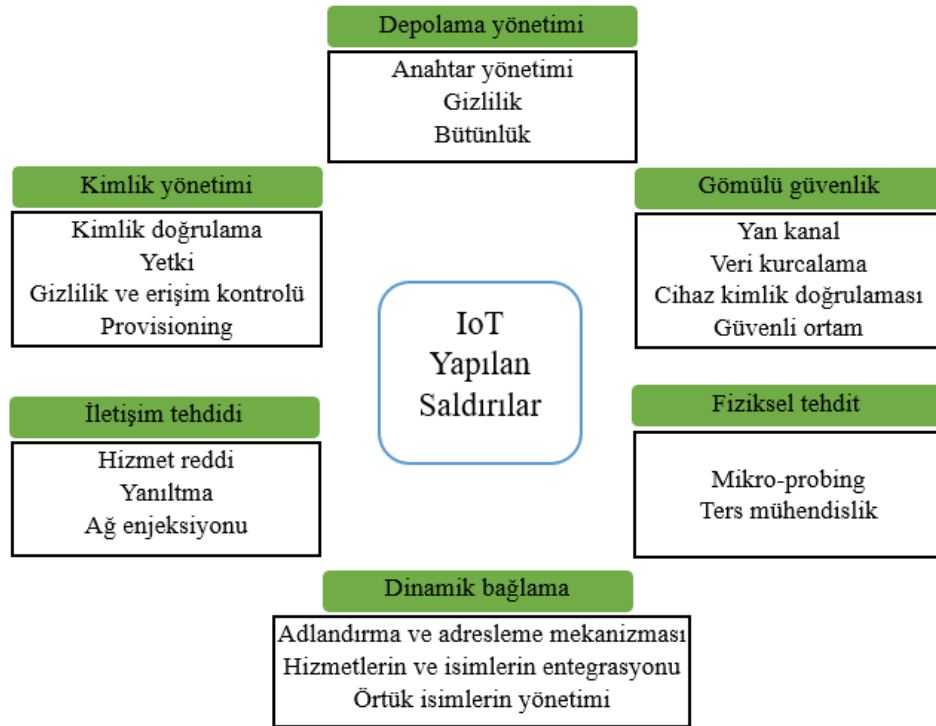 Depolama yönetimi
Anahtar yönetimi
Gizlilik
Bütünlük
Kimlik yönetimi
Kimlik doğrulama
Yetki
Gizlilik ve erişim kontrolü
Provisioning
Gömülü güvenlik
Yan kanal
Veri kurcalama
Cihaz kimlik doğrulaması
Güvenli ortam
IoT
Yapılan
Saldırılar
İletişim tehdidi
Hizmet reddi
Yanıltma
Ağ enjeksiyonu
Fiziksel tehdit
Mikro-probing
Ters mühendislik
Dinamik bağlama
Adlandırma ve adresleme mekanizması
Hizmetlerin ve isimlerin entegrasyonu
Örtük isimlerin yönetimi